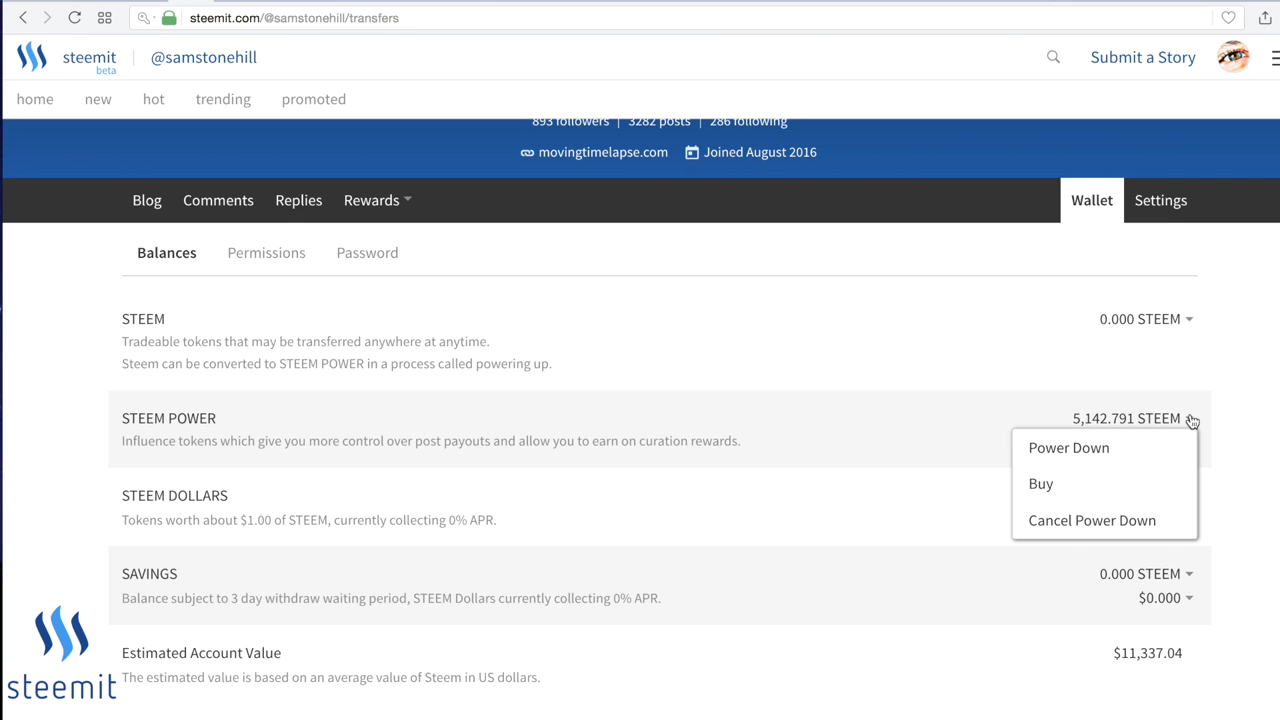 steemit.com/@samstonehill/transfers
steemit
beta
@samstonehill
Submit a Story
home new hot trending promoted
893 followers | 3282 posts | 286 following
movingtimelapse.com Joined August 2016
Blog Comments Replies Rewards Wallet Settings
Balances Permissions Password
STEEM 0.000 STEEM
Tradeable tokens that may be transferred anywhere at anytime.
Steem can be converted to STEEM POWER in a process called powering up.
STEEM POWER 5,142.791 STEEM
Influence tokens which give you more control over post payouts and allow you to earn on curation rewards.
Power Down
Buy
Cancel Power Down
STEEM DOLLARS
Tokens worth about $1.00 of STEEM, currently collecting 0% APR.
SAVINGS 0.000 STEEM
Balance subject to 3 day withdraw waiting period, STEEM Dollars currently collecting 0% APR. $0.000
Estimated Account Value $11,337.04
The estimated value is based on an average value of Steem in US dollars.
steemit